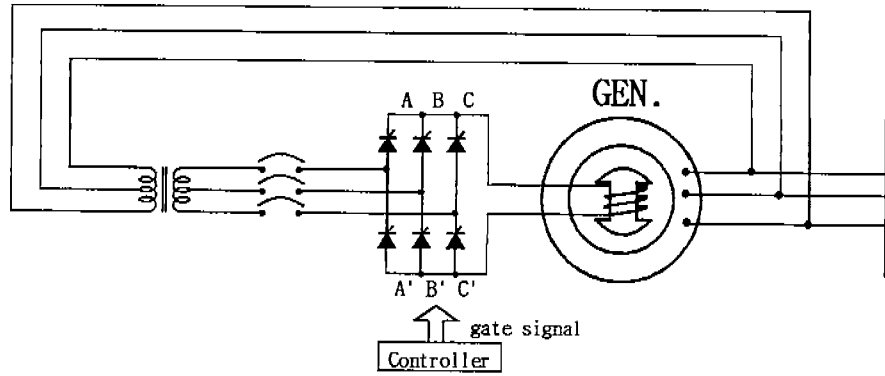 A B C
GEN.
A' B' C'
gate signal
Controller